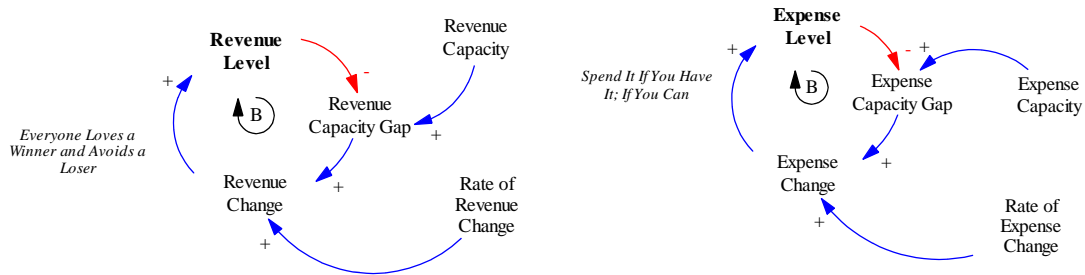 Revenue
Level
Revenue
Capacity
+
-
B
Revenue
Capacity Gap
+
Everyone Loves a
Winner and Avoids a
Loser
+
Revenue
Change
Rate of
Revenue
Change
+
Expense
Level
+
-
+
Spend It If You Have
It; If You Can
B
Expense
Capacity Gap
Expense
Capacity
+
Expense
Change
Rate of
Expense
Change
+